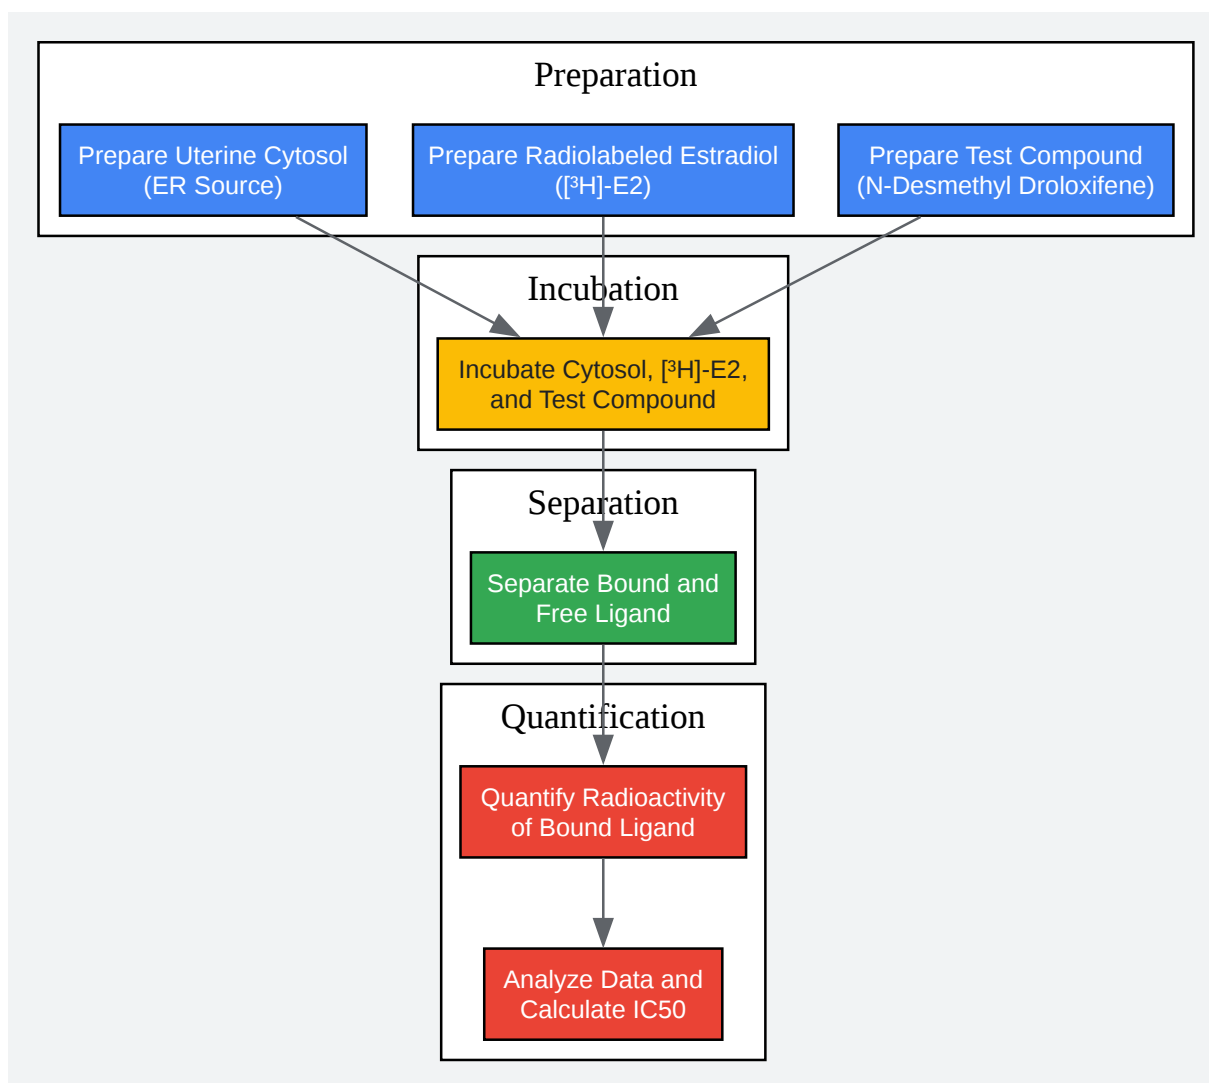 Preparation
Prepare Uterine Cytosol
(ER Source)
Prepare Radiolabeled Estradiol
([³H]-E2)
Prepare Test Compound
(N-Desmethyl Droloxifene)
Incubation
Incubate Cytosol, [³H]-E2,
and Test Compound
Separation
Separate Bound and
Free Ligand
Quantification
Quantify Radioactivity
of Bound Ligand
Analyze Data and
Calculate IC50